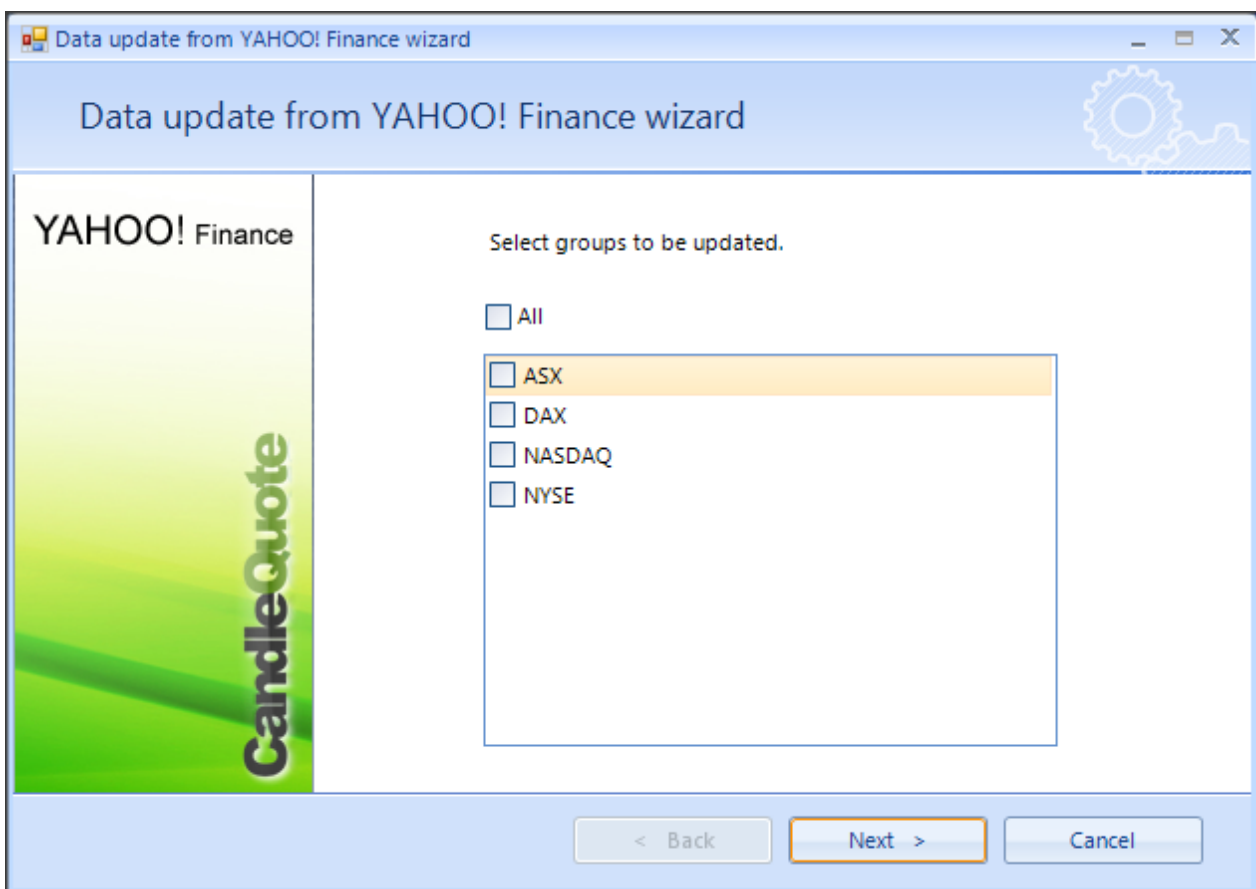 Data update from YAHOO! Finance wizard
Data update from YAHOO! Finance wizard
YAHOO! Finance
CandleQuote
Select groups to be updated.
All
ASX
DAX
NASDAQ
NYSE
< Back
Next >
Cancel